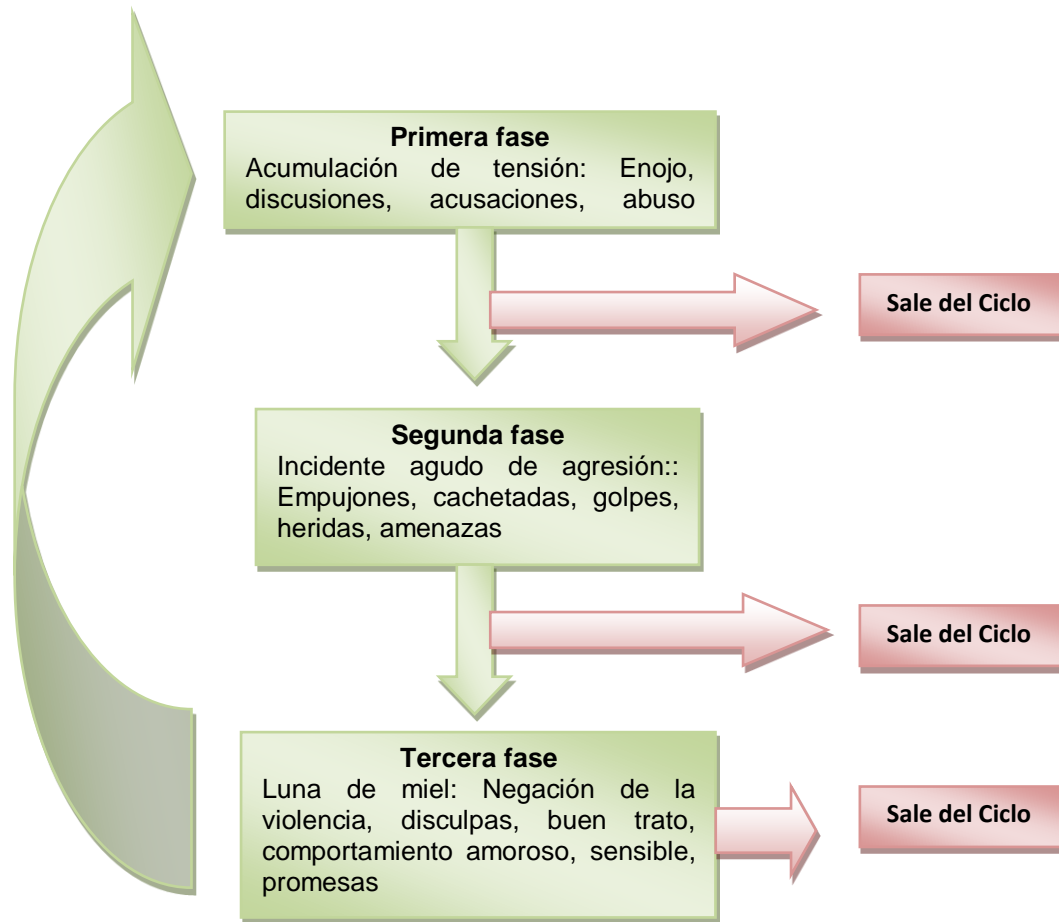 Primera fase
Acumulación de tensión: Enojo,
discusiones, acusaciones, abuso
Sale del Ciclo
Segunda fase
Incidente agudo de agresión::
Empujones, cachetadas, golpes,
heridas, amenazas
Sale del Ciclo
Tercera fase
Luna de miel: Negación de la
violencia, disculpas, buen trato,
comportamiento amoroso, sensible,
promesas
Sale del Ciclo